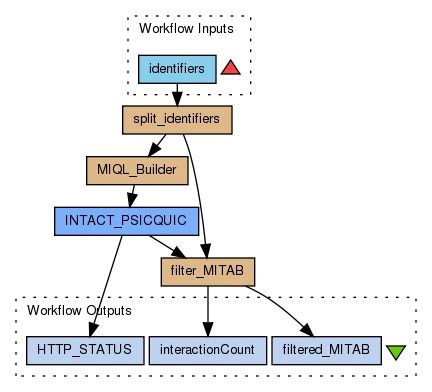 Workflow Inputs
identifiers
split_identifiers
MIQL_Builder
INTACT_PSICQUIC
filter_MITAB
Workflow Outputs
HTTP_STATUS
interactionCount
filtered_MITAB